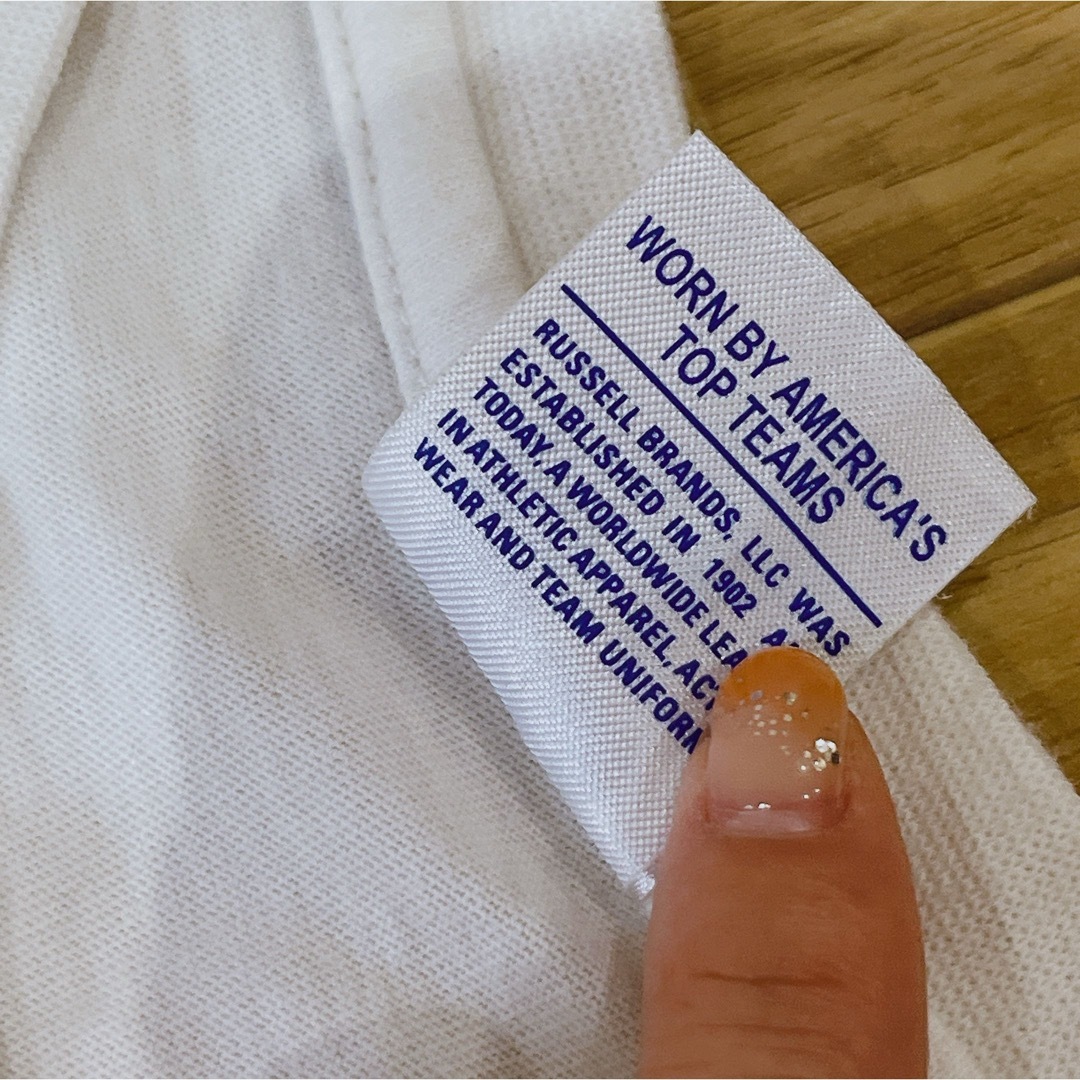 WORN BY AMERICA'S
TOP TEAMS
RUSSELL BRANDS, LLC WAS
ESTABLISHED IN 1902
TODAY, A WORLDWIDE
IN ATHLETIC APPAREL,
WEAR AND TEAM